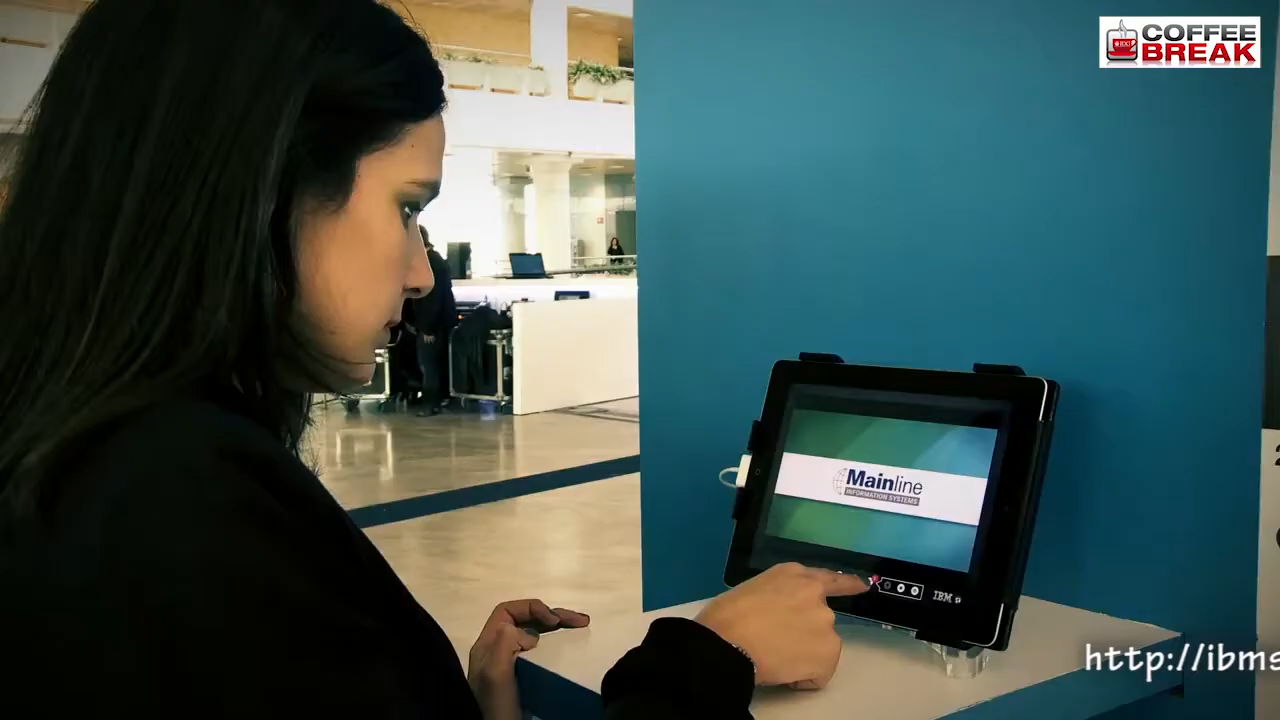 COFFEE
BREAK
Mainline
INFORMATION SYSTEMS
IBM
http://ibms